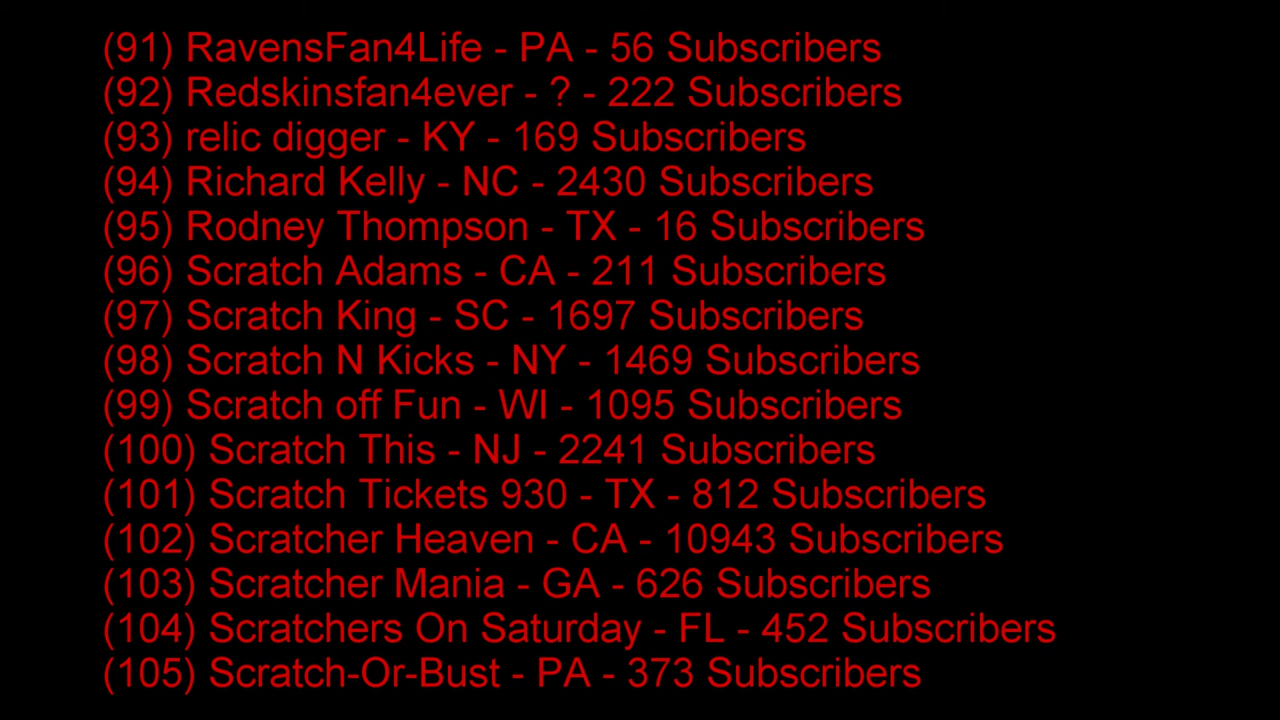 (91) RavensFan4Life - PA - 56 Subscribers
(92) Redskinsfan4ever - ? - 222 Subscribers
(93) relic digger - KY - 169 Subscribers
(94) Richard Kelly - NC - 2430 Subscribers
(95) Rodney Thompson - TX - 16 Subscribers
(96) Scratch Adams - CA - 211 Subscribers
(97) Scratch King - SC - 1697 Subscribers
(98) Scratch N Kicks - NY - 1469 Subscribers
(99) Scratch off Fun - WI - 1095 Subscribers
(100) Scratch This - NJ - 2241 Subscribers
(101) Scratch Tickets 930 - TX - 812 Subscribers
(102) Scratcher Heaven - CA - 10943 Subscribers
(103) Scratcher Mania - GA - 626 Subscribers
(104) Scratchers On Saturday - FL - 452 Subscribers
(105) Scratch-Or-Bust - PA - 373 Subscribers